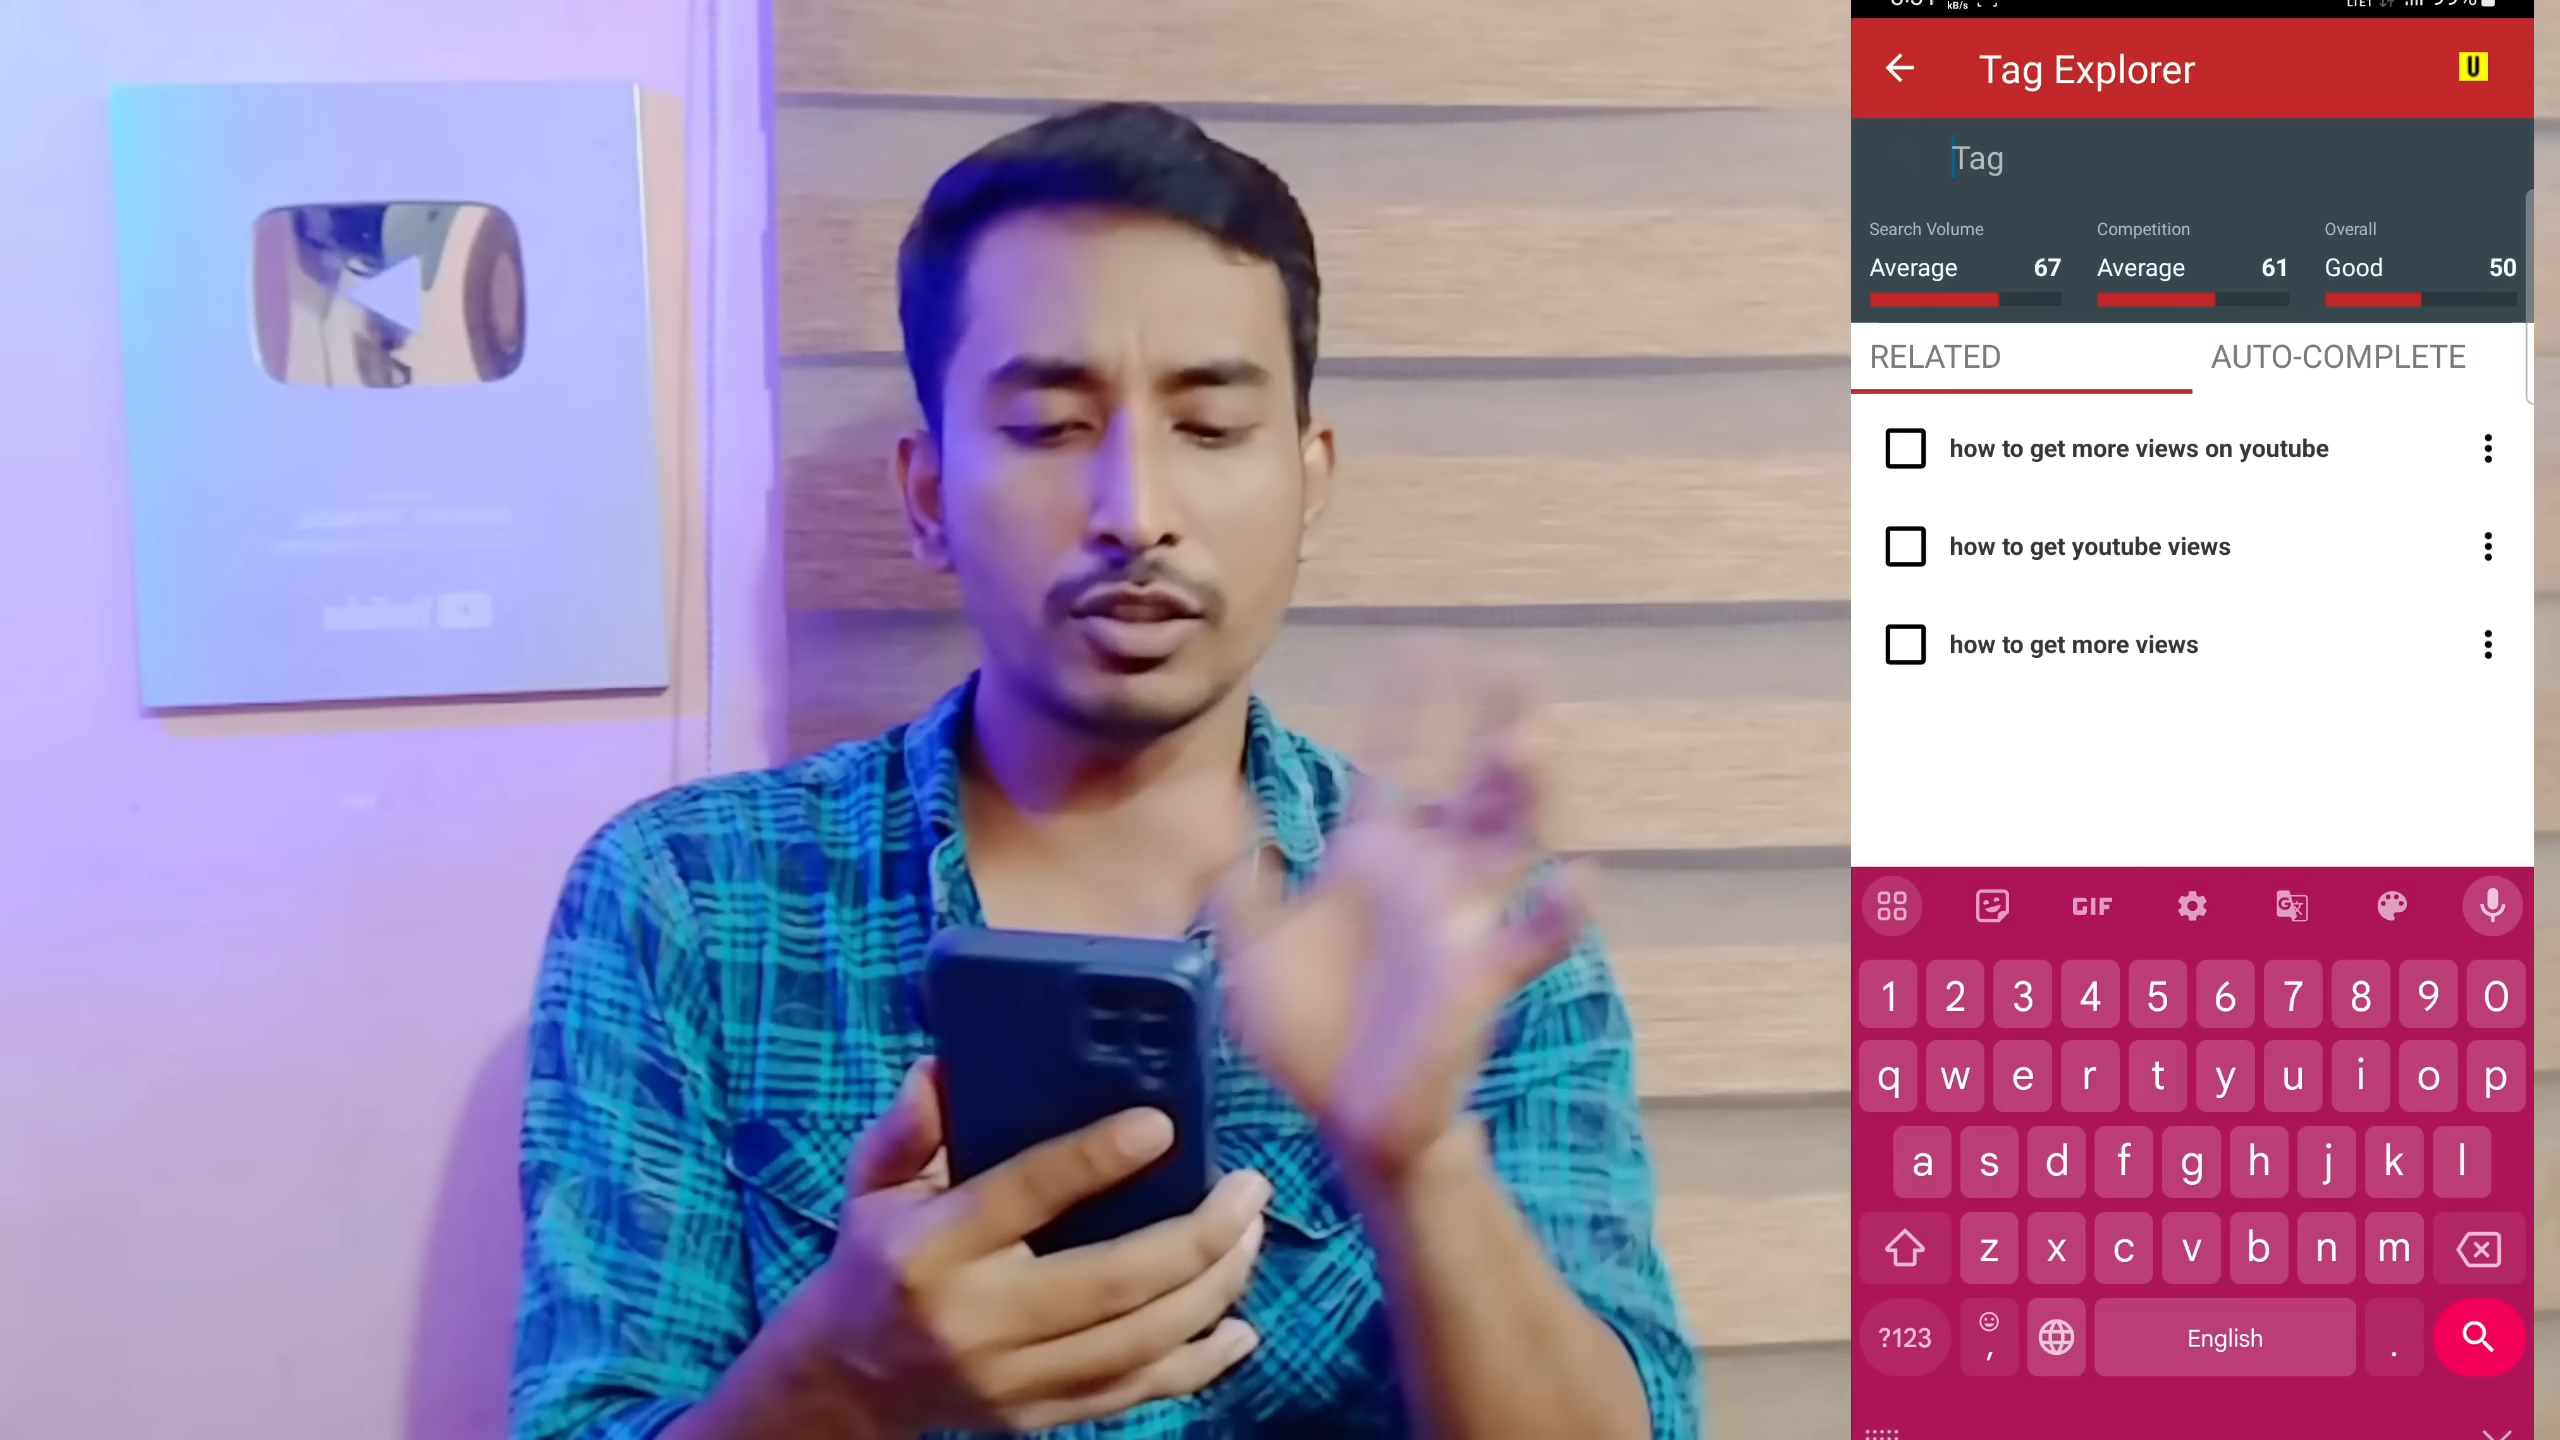 kB/s
Tag Explorer
U
Tag
Search Volume
Competition
Overall
Average 67
Average 61
Good 50
RELATED
AUTO-COMPLETE
how to get more views on youtube
how to get youtube views
how to get more views
GIF
1 2 3 4 5 6 7 8 9 0
q w e r t y u i o p
a s d f g h j k l
z x c v b n m
?123 , English .